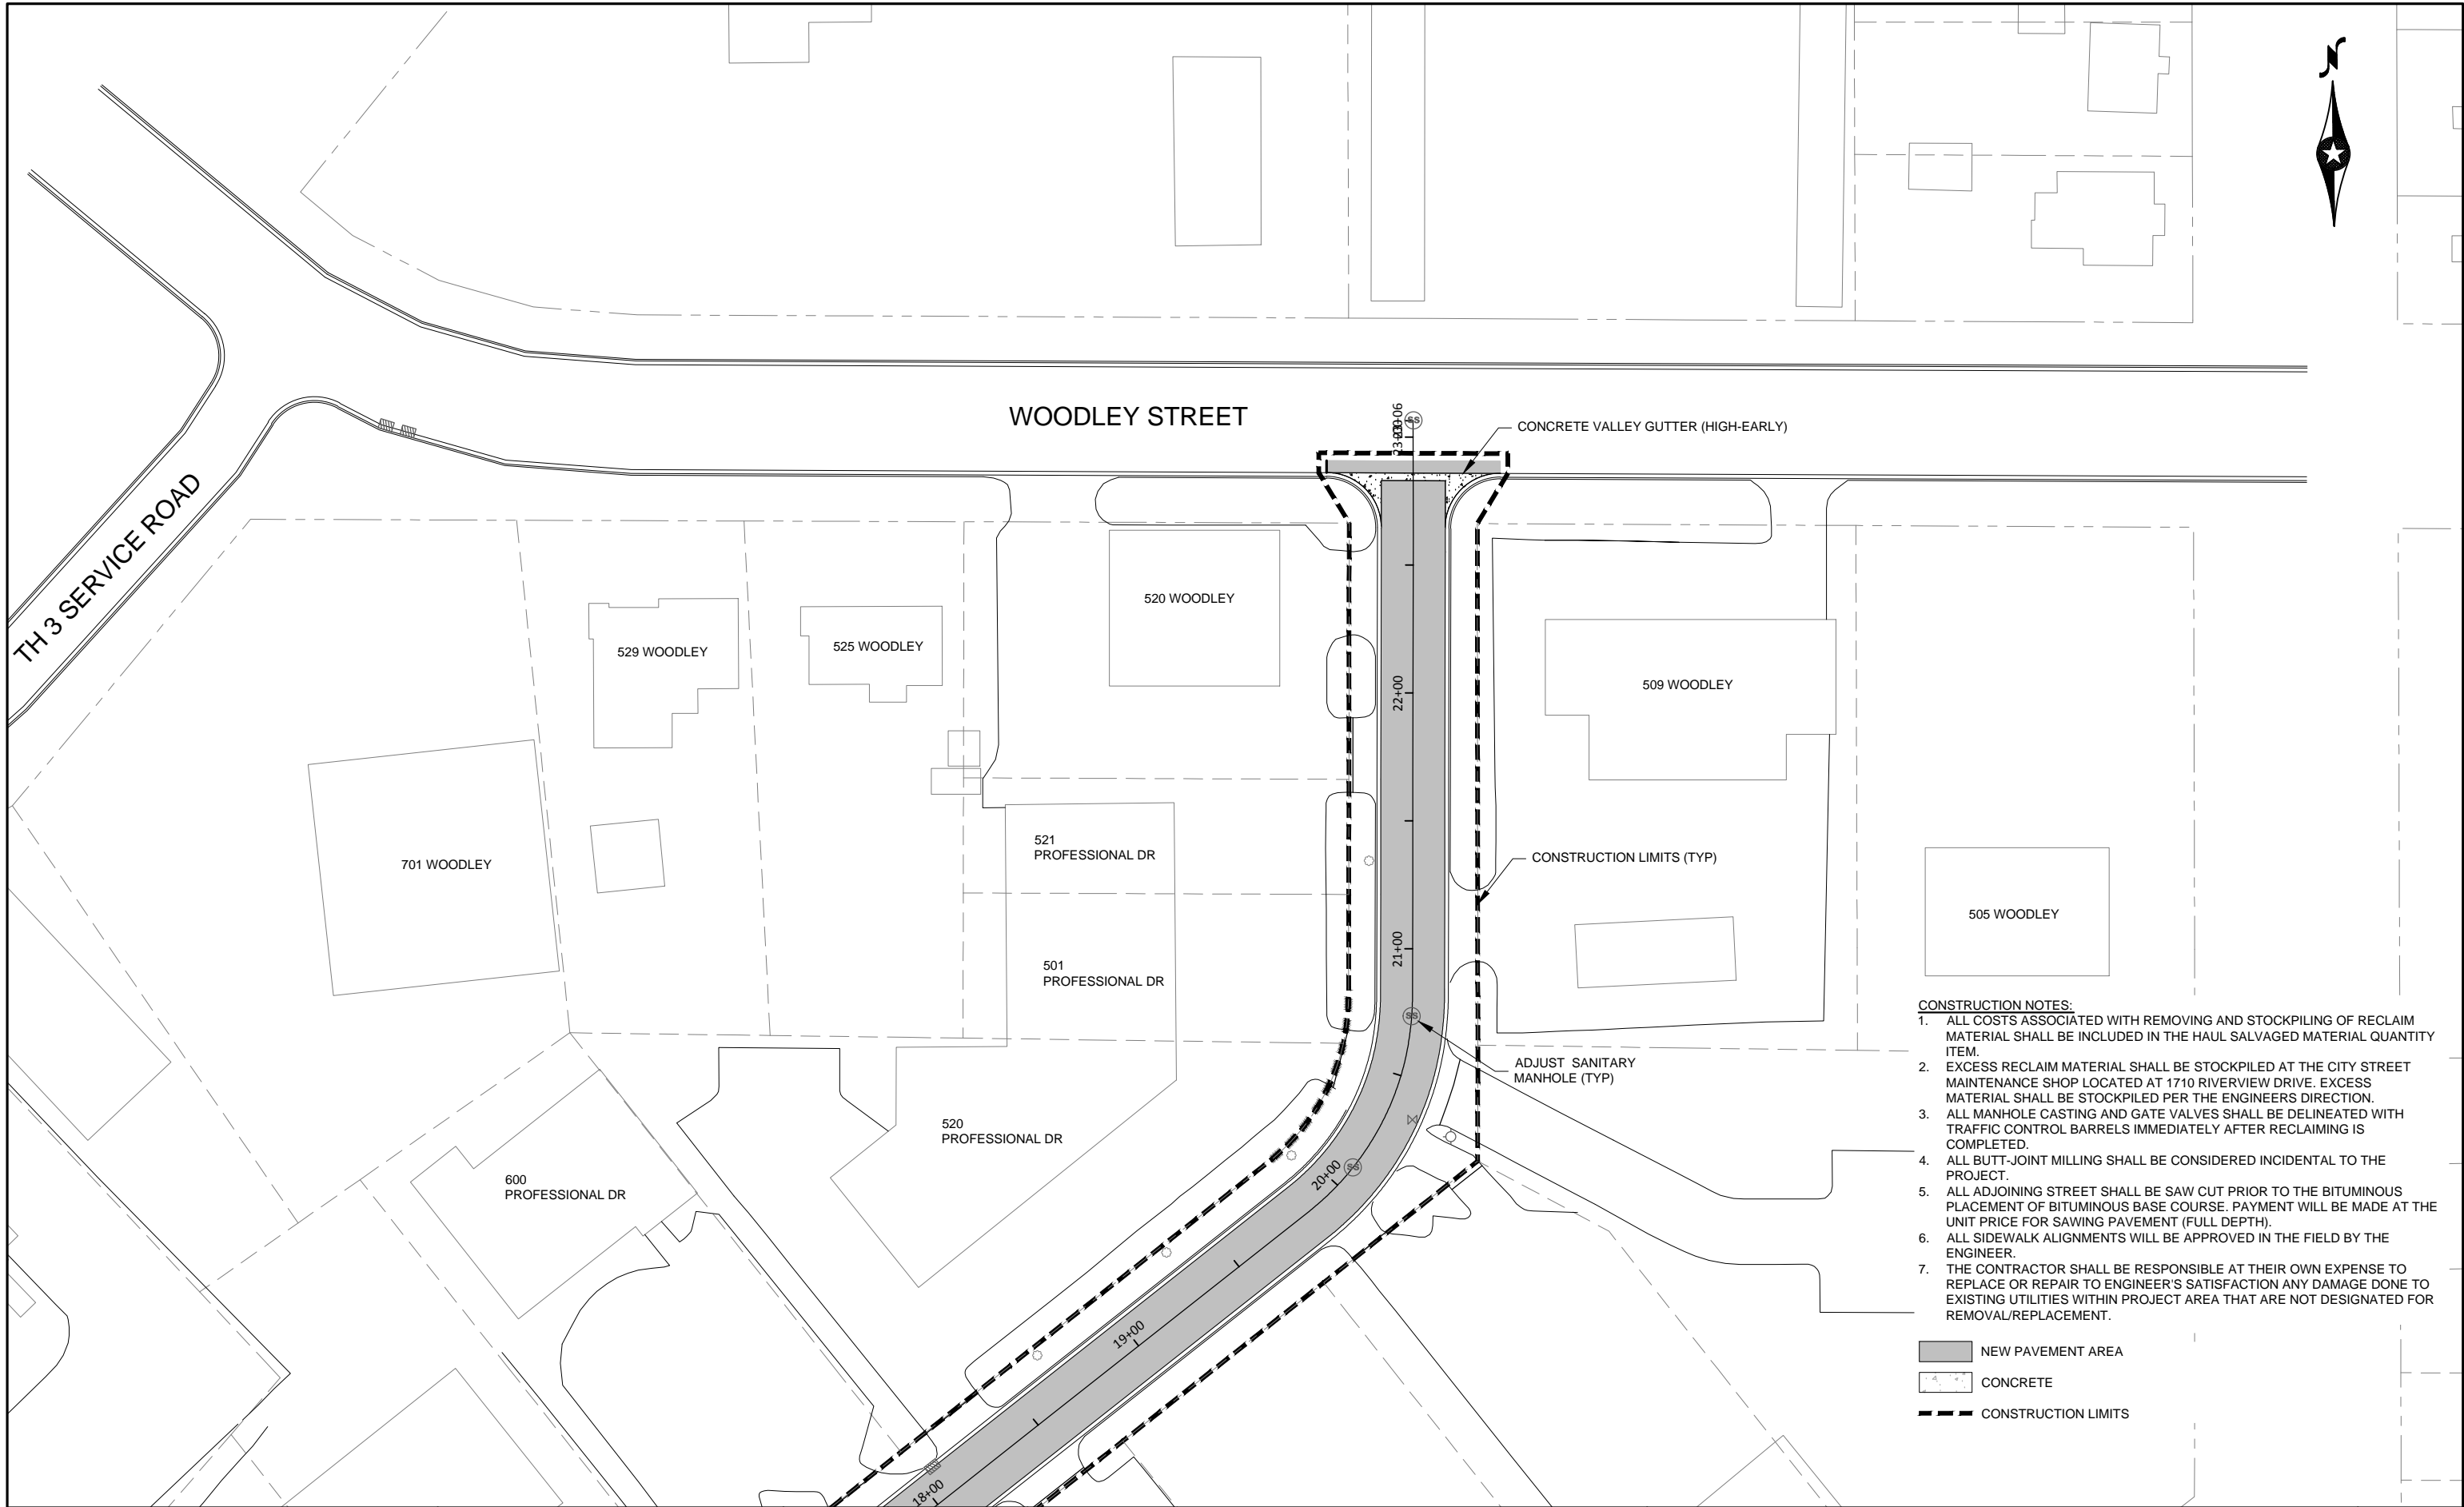 N
WOODLEY STREET
23+00
23+06
SS
CONCRETE VALLEY GUTTER (HIGH-EARLY)
TH 3 SERVICE ROAD
520 WOODLEY
529 WOODLEY
525 WOODLEY
509 WOODLEY
22+00
521
PROFESSIONAL DR
701 WOODLEY
CONSTRUCTION LIMITS (TYP)
505 WOODLEY
501
PROFESSIONAL DR
21+00
SS
ADJUST SANITARY
MANHOLE (TYP)
520
PROFESSIONAL DR
600
PROFESSIONAL DR
20+00
SS
19+00
18+00
CONSTRUCTION NOTES:
1. ALL COSTS ASSOCIATED WITH REMOVING AND STOCKPILING OF RECLAIM
MATERIAL SHALL BE INCLUDED IN THE HAUL SALVAGED MATERIAL QUANTITY
ITEM.
2. EXCESS RECLAIM MATERIAL SHALL BE STOCKPILED AT THE CITY STREET
MAINTENANCE SHOP LOCATED AT 1710 RIVERVIEW DRIVE. EXCESS
MATERIAL SHALL BE STOCKPILED PER THE ENGINEERS DIRECTION.
3. ALL MANHOLE CASTING AND GATE VALVES SHALL BE DELINEATED WITH
TRAFFIC CONTROL BARRELS IMMEDIATELY AFTER RECLAIMING IS
COMPLETED.
4. ALL BUTT-JOINT MILLING SHALL BE CONSIDERED INCIDENTAL TO THE
PROJECT.
5. ALL ADJOINING STREET SHALL BE SAW CUT PRIOR TO THE BITUMINOUS
PLACEMENT OF BITUMINOUS BASE COURSE. PAYMENT WILL BE MADE AT THE
UNIT PRICE FOR SAWING PAVEMENT (FULL DEPTH).
6. ALL SIDEWALK ALIGNMENTS WILL BE APPROVED IN THE FIELD BY THE
ENGINEER.
7. THE CONTRACTOR SHALL BE RESPONSIBLE AT THEIR OWN EXPENSE TO
REPLACE OR REPAIR TO ENGINEER'S SATISFACTION ANY DAMAGE DONE TO
EXISTING UTILITIES WITHIN PROJECT AREA THAT ARE NOT DESIGNATED FOR
REMOVAL/REPLACEMENT.
NEW PAVEMENT AREA
CONCRETE
CONSTRUCTION LIMITS